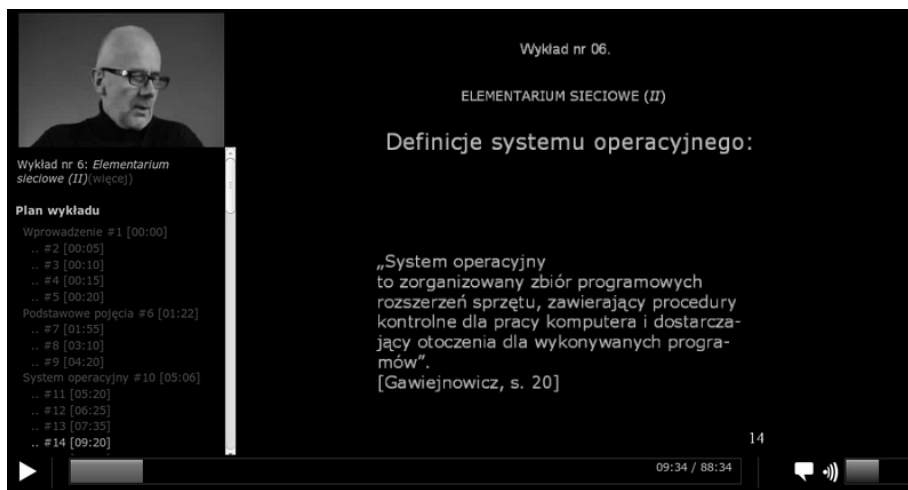 Wykład nr 6: Elementarium
sieciowe (II)(więcej)
Plan wykładu
Wprowadzenie #1 [00:00]
.. #2 [00:05]
.. #3 [00:10]
.. #4 [00:15]
.. #5 [00:20]
Podstawowe pojęcia #6 [01:22]
.. #7 [01:55]
.. #8 [03:10]
.. #9 [04:20]
System operacyjny #10 [05:06]
.. #11 [05:20]
.. #12 [06:25]
.. #13 [07:35]
.. #14 [09:20]
Wykład nr 06.
ELEMENTARIUM SIECIOWE (II)
Definicje systemu operacyjnego:
„System operacyjny
to zorganizowany zbiór programowych
rozszerzeń sprzętu, zawierający procedury
kontrolne dla pracy komputera i dostarcza-
jący otoczenia dla wykonywanych progra-
mów”.
[Gawiejnowicz, s. 20]
14
09:34 / 88:34